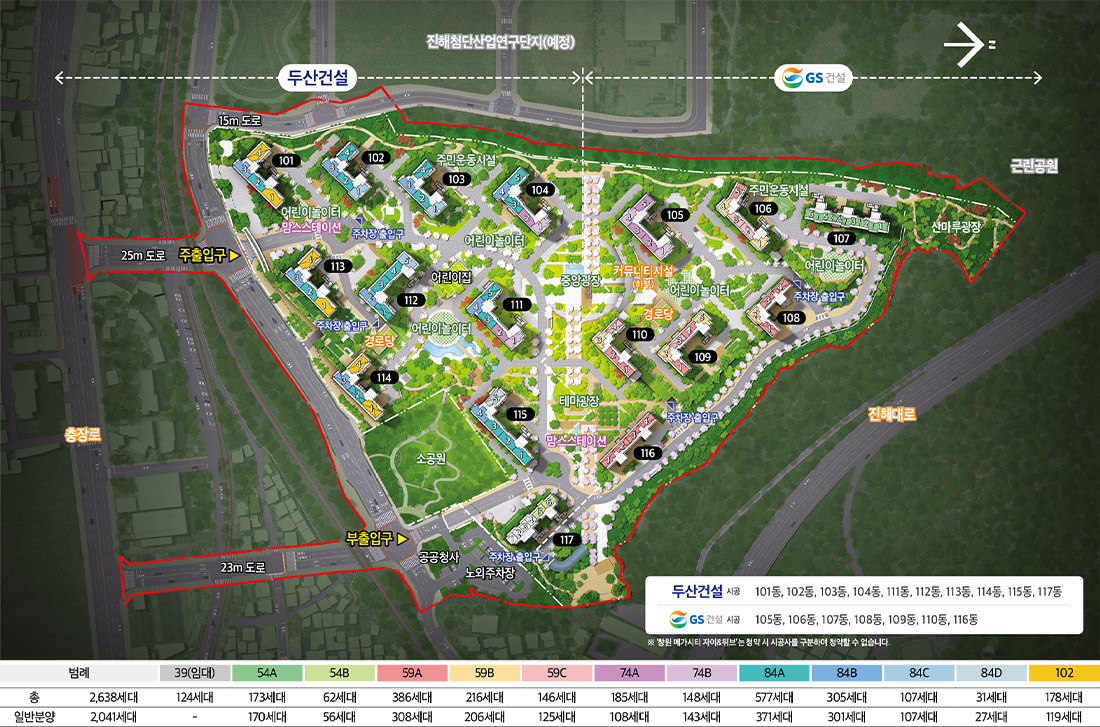 진해첨단산업연구단지(예정)
두산건설
GS건설
15m 도로
근린공원
101
102
주민운동시설
103
104
105
주민운동시설
106
107
산마루광장
어린이놀이터
맘스스테이션
주차장 출입구
어린이놀이터
25m 도로
주출입구
113
112
어린이집
중앙광장
커뮤니티시설
(하부)
어린이놀이터
어린이놀이터
주차장 출입구
111
108
주차장 출입구
경로당
어린이놀이터
경로당
110
109
114
115
테마광장
주차장 출입구
진해대로
충장로
맘스스테이션
116
소공원
부출입구
117
공공청사
주차장 출입구
노외주차장
23m 도로
두산건설 시공 101동, 102동, 103동, 104동, 111동, 112동, 113동, 114동, 115동, 117동
GS건설 시공 105동, 106동, 107동, 108동, 109동, 110동, 116동
※ '창원 메가시티 자이&위브'는 청약 시 시공사를 구분하여 청약할 수 없습니다.
범례 39(임대) 54A 54B 59A 59B 59C 74A 74B 84A 84B 84C 84D 102
총 2,638세대 124세대 173세대 62세대 386세대 216세대 146세대 185세대 148세대 577세대 305세대 107세대 31세대 178세대
일반분양 2,041세대 - 170세대 56세대 308세대 206세대 125세대 108세대 143세대 371세대 301세대 107세대 27세대 119세대